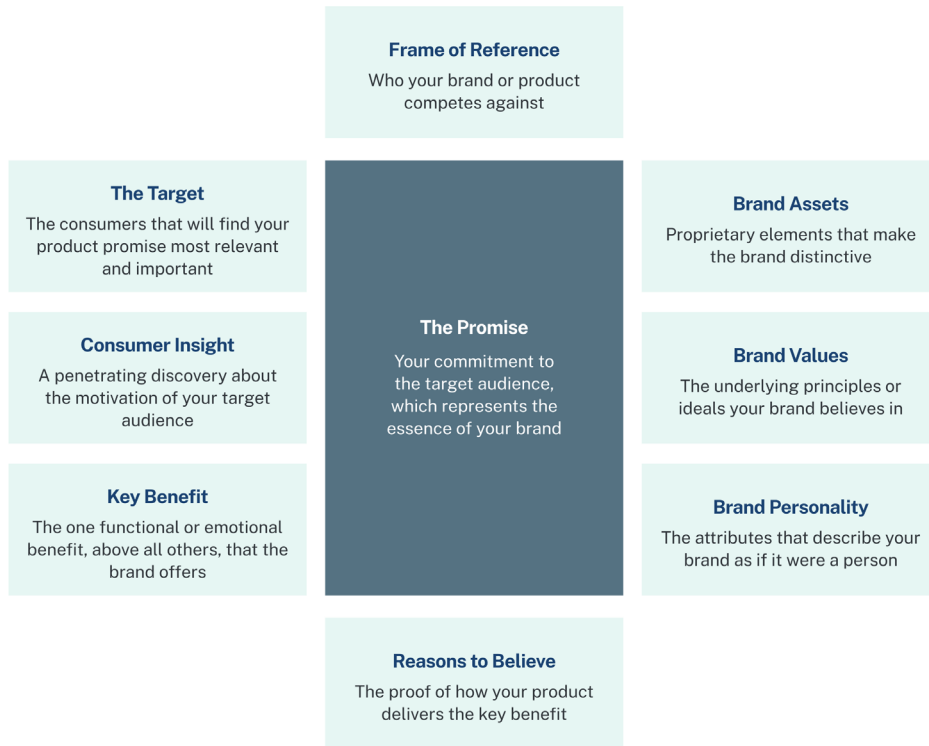 Frame of Reference
Who your brand or product
competes against
The Target
The consumers that will find your
product promise most relevant
and important
Consumer Insight
A penetrating discovery about
the motivation of your target
audience
Key Benefit
The one functional or emotional
benefit, above all others, that the
brand offers
The Promise
Your commitment to
the target audience,
which represents the
essence of your brand
Brand Assets
Proprietary elements that make
the brand distinctive
Brand Values
The underlying principles or
ideals your brand believes in
Brand Personality
The attributes that describe your
brand as if it were a person
Reasons to Believe
The proof of how your product
delivers the key benefit